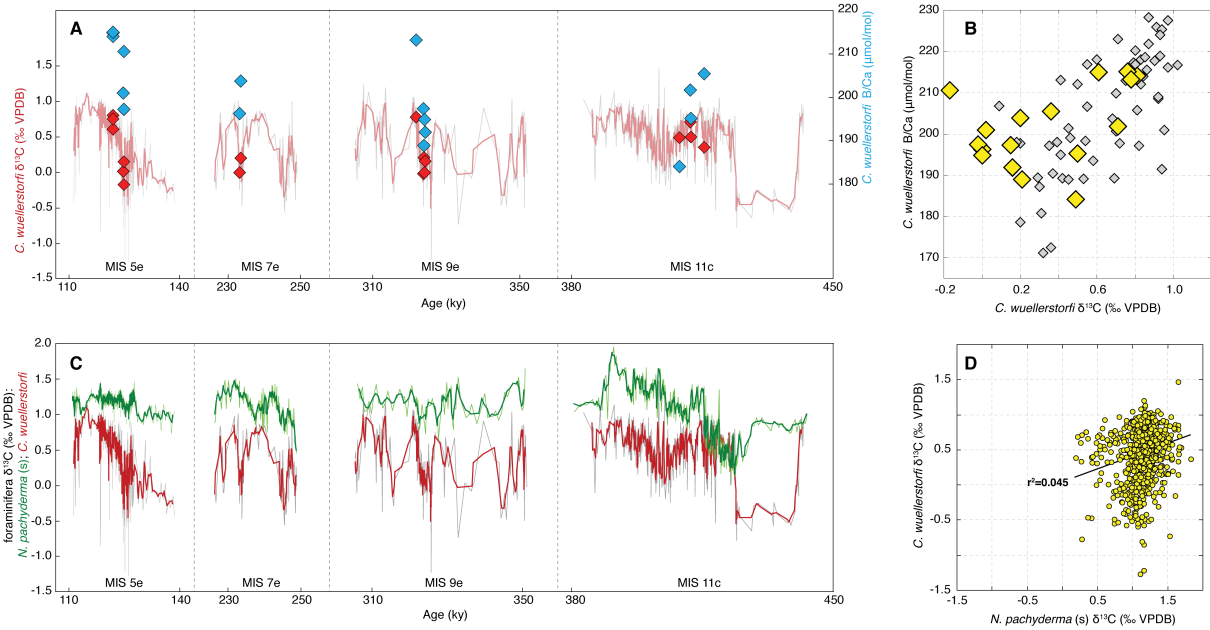 A
C. wuellerstorfi δ¹³C (‰ VPDB)
1.5
1.0
0.5
0.0
-0.5
-1.0
-1.5
220
210
200
190
180
C. wuellerstorfi B/Ca (µmol/mol)
MIS 5e
MIS 7e
MIS 9e
MIS 11c
110
140
230
250
310
350
380
450
Age (ky)
B
C. wuellerstorfi B/Ca (µmol/mol)
230
220
210
200
190
180
170
-0.2
0.2
0.6
1.0
C. wuellerstorfi δ¹³C (‰ VPDB)
C
foraminifera δ¹³C (‰ VPDB):
N. pachyderma (s); C. wuellerstorfi
2.0
1.5
1.0
0.5
0.0
-0.5
-1.0
-1.5
MIS 5e
MIS 7e
MIS 9e
MIS 11c
110
140
230
250
310
350
380
450
Age (ky)
D
C. wuellerstorfi δ¹³C (‰ VPDB)
1.5
0.5
-0.5
-1.5
r²=0.045
-1.5
-0.5
0.5
1.5
N. pachyderma (s) δ¹³C (‰ VPDB)